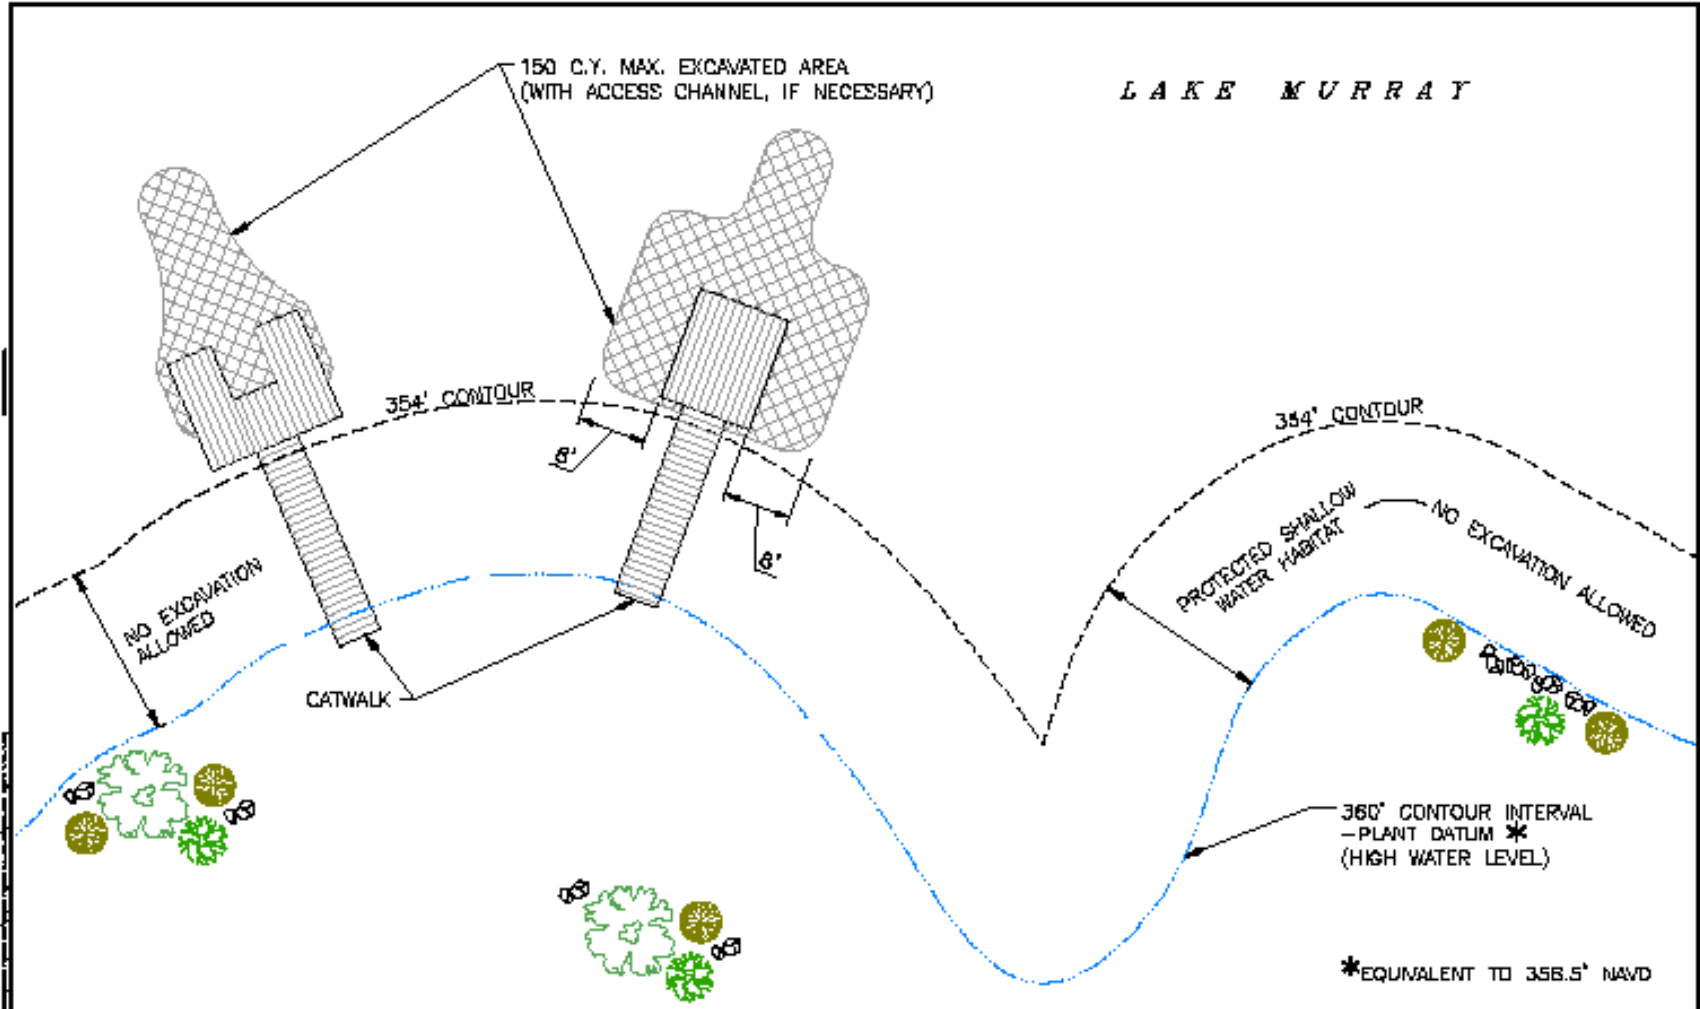 150 C.Y. MAX. EXCAVATED AREA
(WITH ACCESS CHANNEL, IF NECESSARY)
LAKE MURRAY
354' CONTOUR
8'
8'
NO EXCAVATION
ALLOWED
CATWALK
354' CONTOUR
PROTECTED SHALLOW
WATER HABITAT
NO EXCAVATION ALLOWED
360' CONTOUR INTERVAL
-PLANT DATUM *
(HIGH WATER LEVEL)
*EQUIVALENT TO 358.5' NAVD